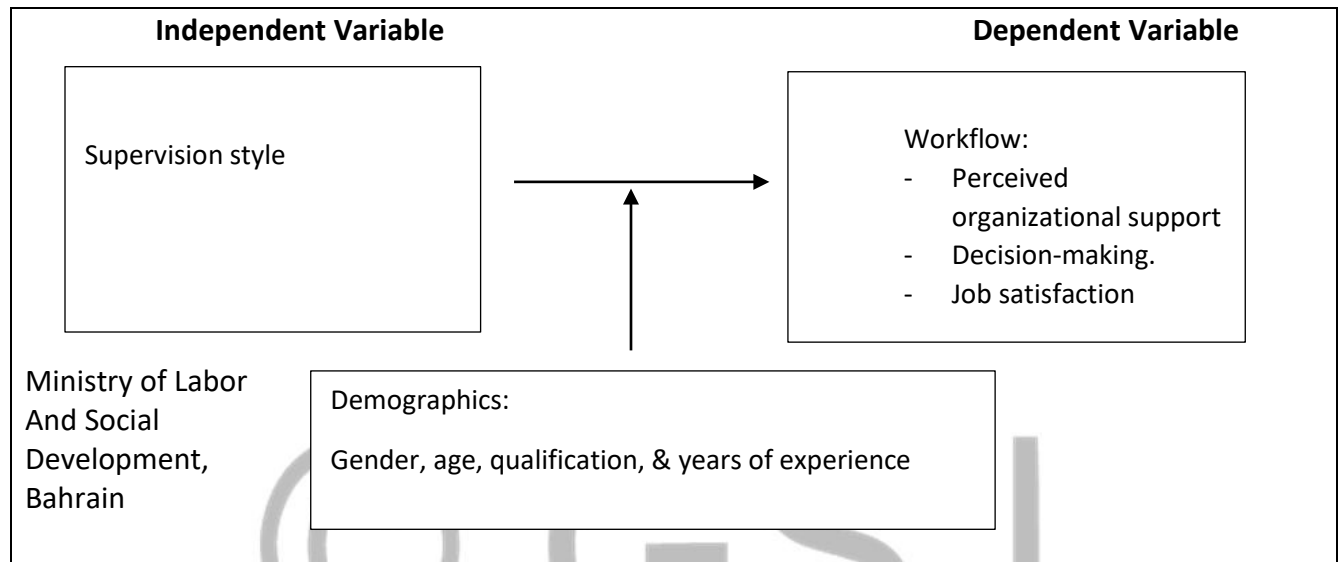 Independent Variable
Dependent Variable
Supervision style
Workflow:
- Perceived
organizational support
- Decision-making.
- Job satisfaction
Ministry of Labor
And Social
Development,
Bahrain
Demographics:
Gender, age, qualification, & years of experience